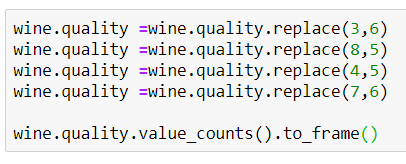 wine.quality =wine.quality.replace(3,6)
wine.quality =wine.quality.replace(8,5)
wine.quality =wine.quality.replace(4,5)
wine.quality =wine.quality.replace(7,6)
wine.quality.value_counts().to_frame()